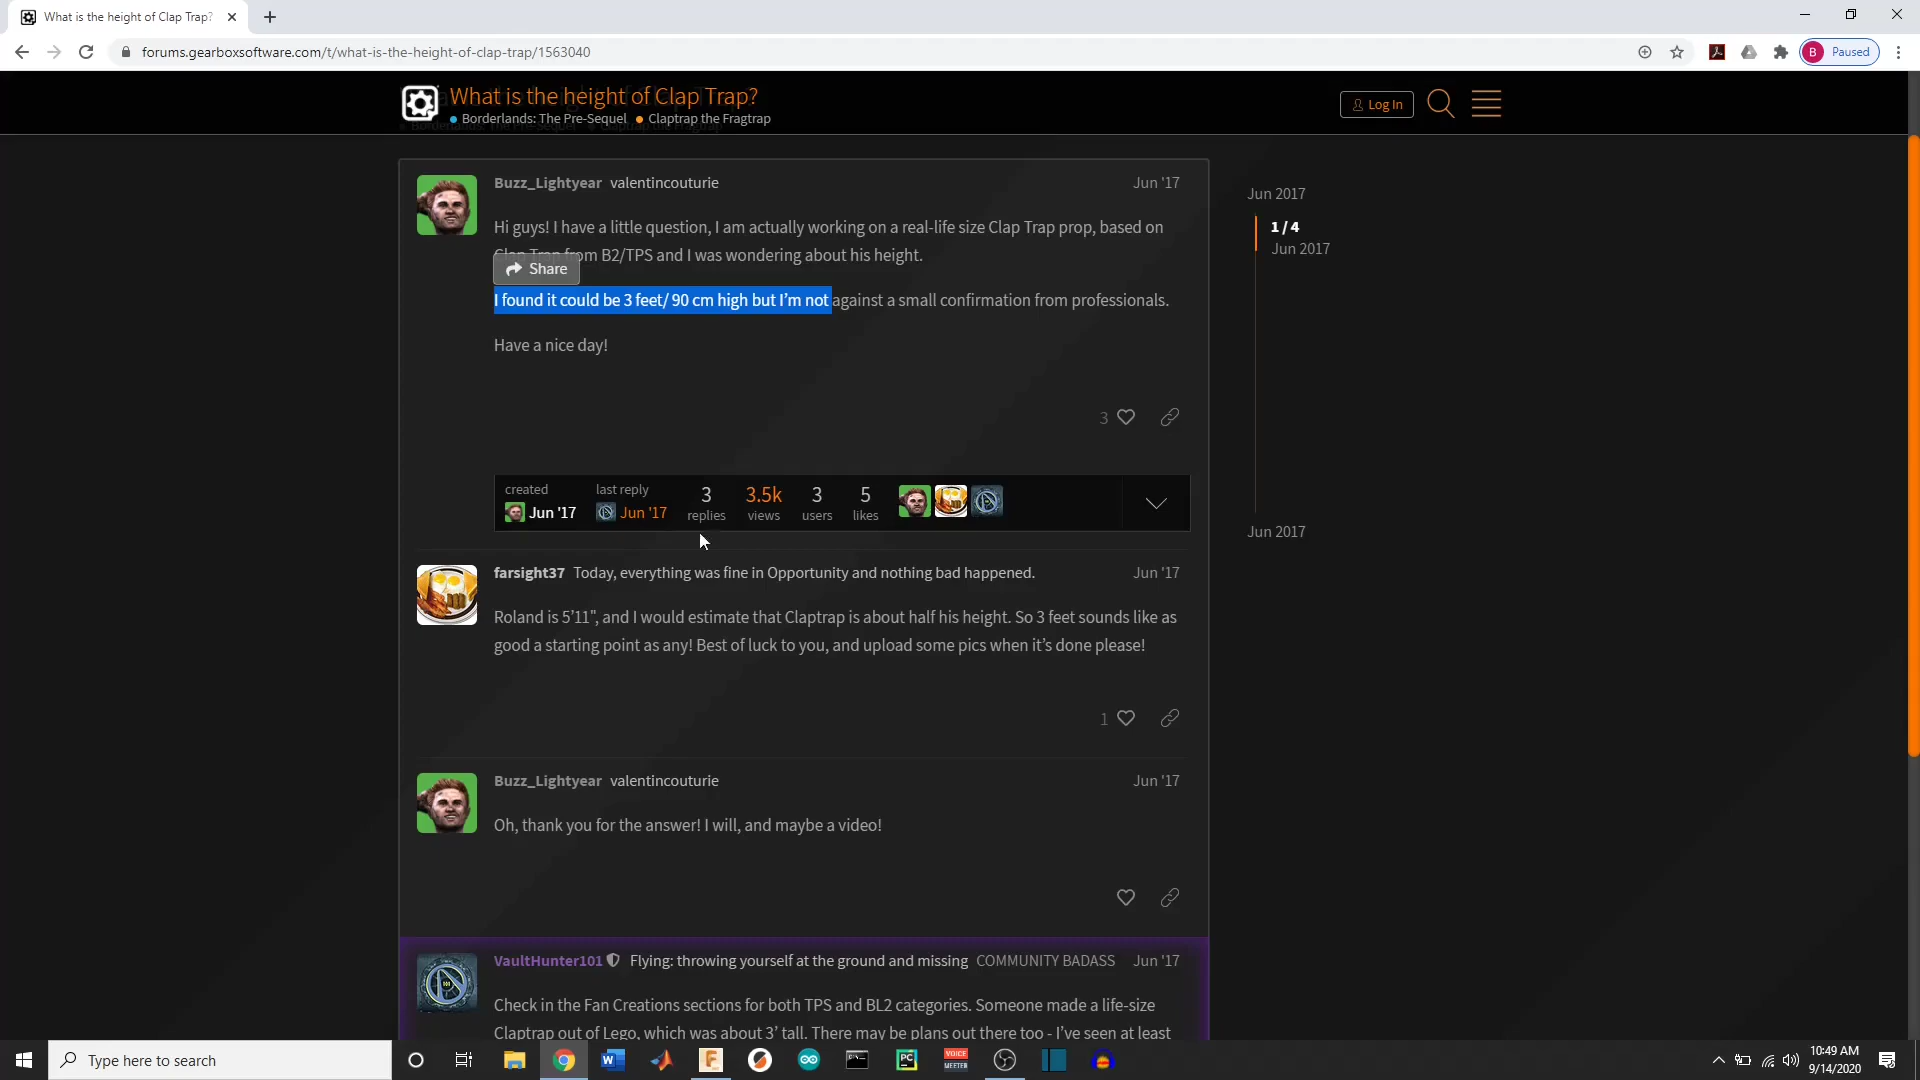 What is the height of Clap Trap?
forums.gearboxsoftware.com/t/what-is-the-height-of-clap-trap/1563040
B Paused
What is the height of Clap Trap?
Borderlands: The Pre-Sequel Claptrap the Fragtrap
Log In
Buzz_Lightyear valentincouturie Jun '17
Hi guys! I have a little question, I am actually working on a real-life size Clap Trap prop, based on
Clap Trap from B2/TPS and I was wondering about his height.
Share
I found it could be 3 feet/ 90 cm high but I'm not against a small confirmation from professionals.
Have a nice day!
3
created
Jun '17
last reply
Jun '17
3
replies
3.5k
views
3
users
5
likes
Jun 2017
1 / 4
Jun 2017
Jun 2017
farsight37 Today, everything was fine in Opportunity and nothing bad happened. Jun '17
Roland is 5'11", and I would estimate that Claptrap is about half his height. So 3 feet sounds like as
good a starting point as any! Best of luck to you, and upload some pics when it's done please!
1
Buzz_Lightyear valentincouturie Jun '17
Oh, thank you for the answer! I will, and maybe a video!
VaultHunter101 Flying: throwing yourself at the ground and missing COMMUNITY BADASS Jun '17
Check in the Fan Creations sections for both TPS and BL2 categories. Someone made a life-size
Claptrap out of Lego, which was about 3' tall. There may be plans out there too - I've seen at least
Type here to search
W
F
PC
VOICE
MEETER
10:49 AM
9/14/2020